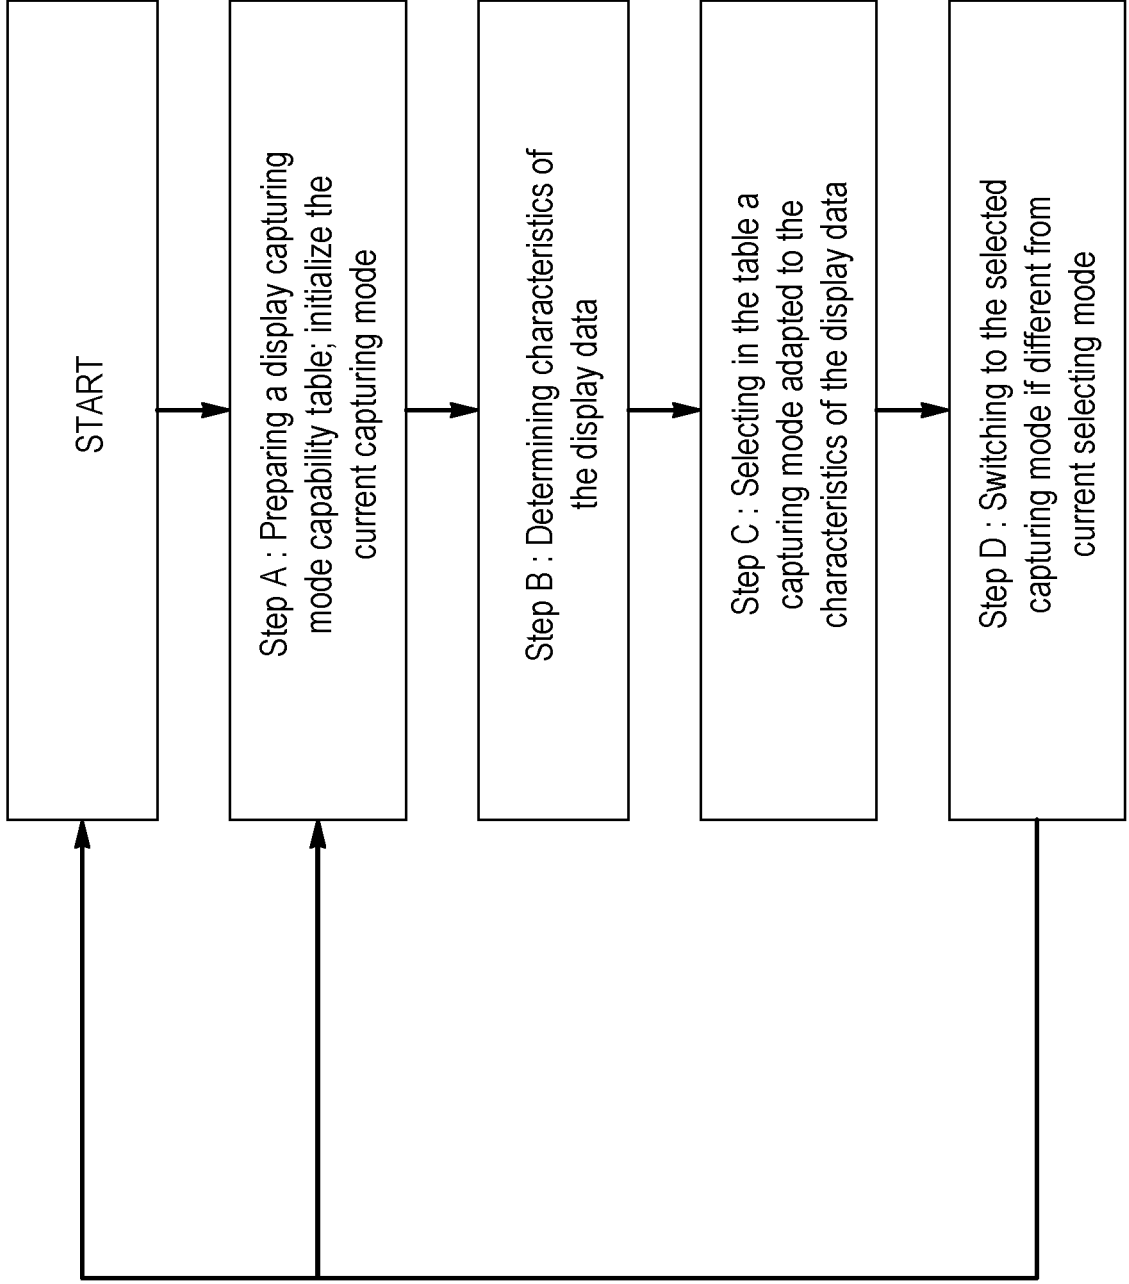 START
Step A : Preparing a display capturing
mode capability table; initialize the
current capturing mode
Step B : Determining characteristics of
the display data
Step C : Selecting in the table a
capturing mode adapted to the
characteristics of the display data
Step D : Switching to the selected
capturing mode if different from
current selecting mode